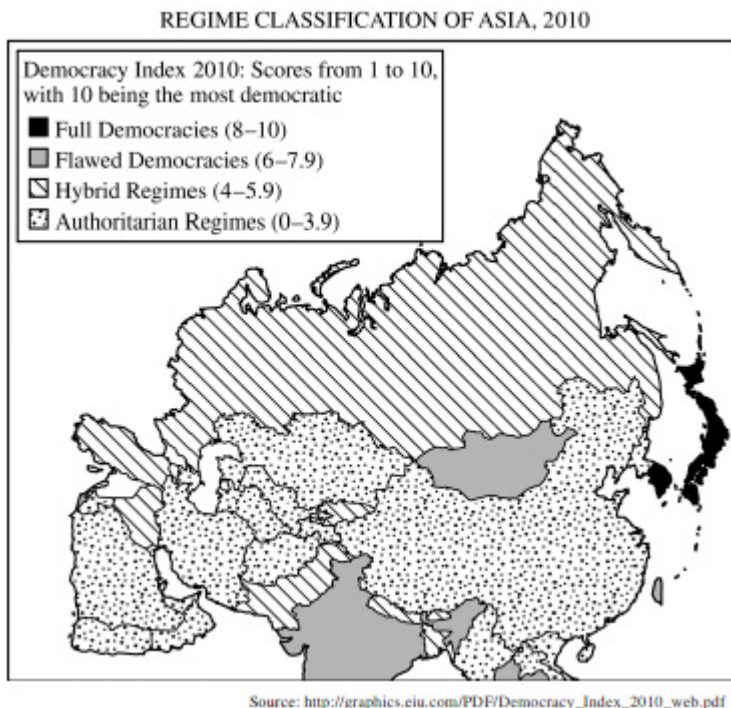 REGIME CLASSIFICATION OF ASIA, 2010
Democracy Index 2010: Scores from 1 to 10,
with 10 being the most democratic
Full Democracies (8–10)
Flawed Democracies (6–7.9)
Hybrid Regimes (4–5.9)
Authoritarian Regimes (0–3.9)
Source: http://graphics.eiu.com/PDF/Democracy_Index_2010_web.pdf